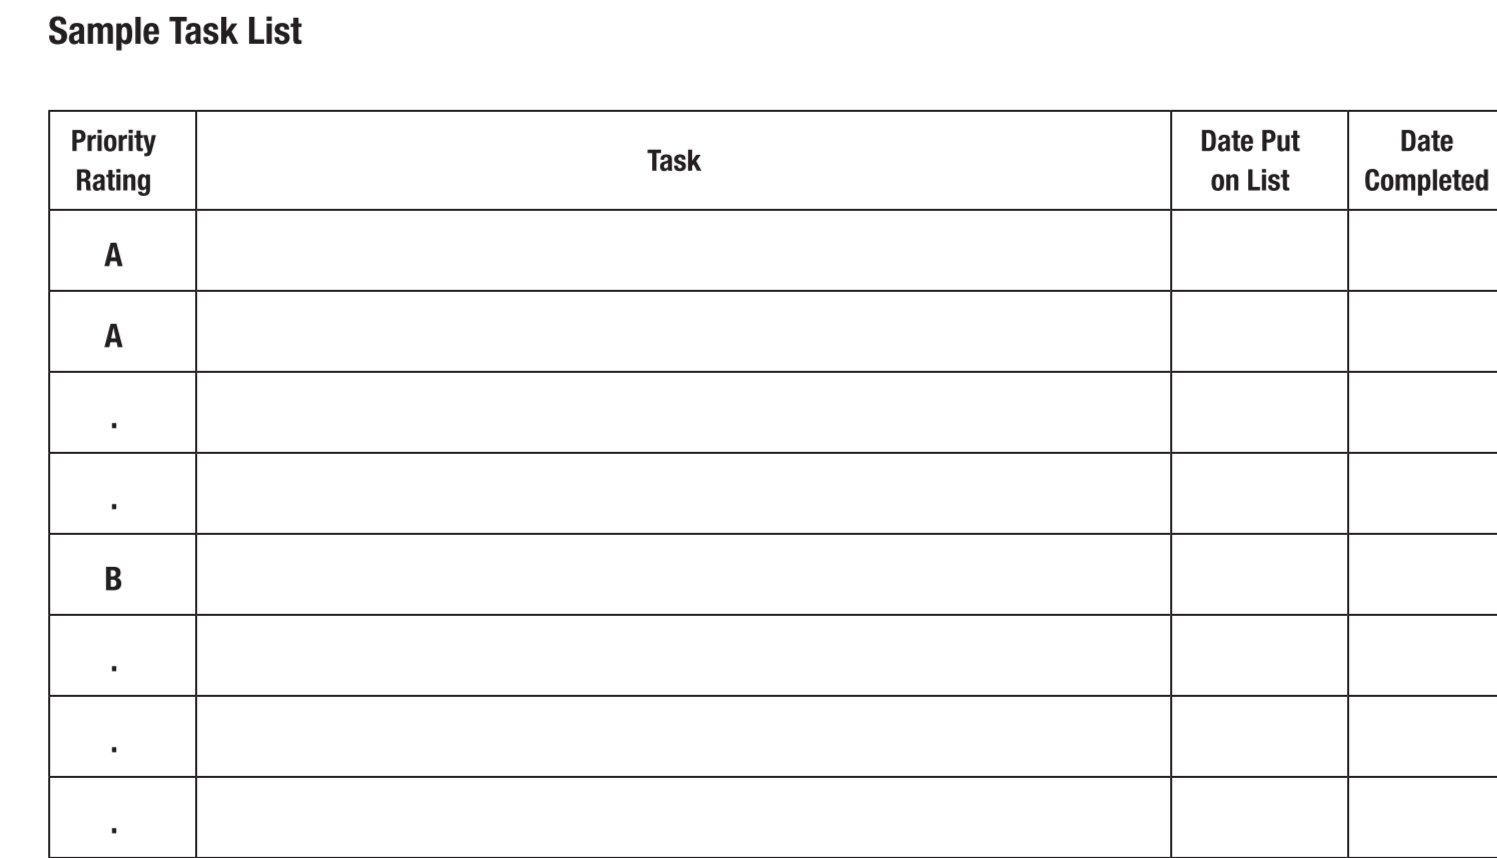 Sample Task List
Priority Rating
Task
Date Put on List
Date Completed
A
A
.
.
B
.
.
.